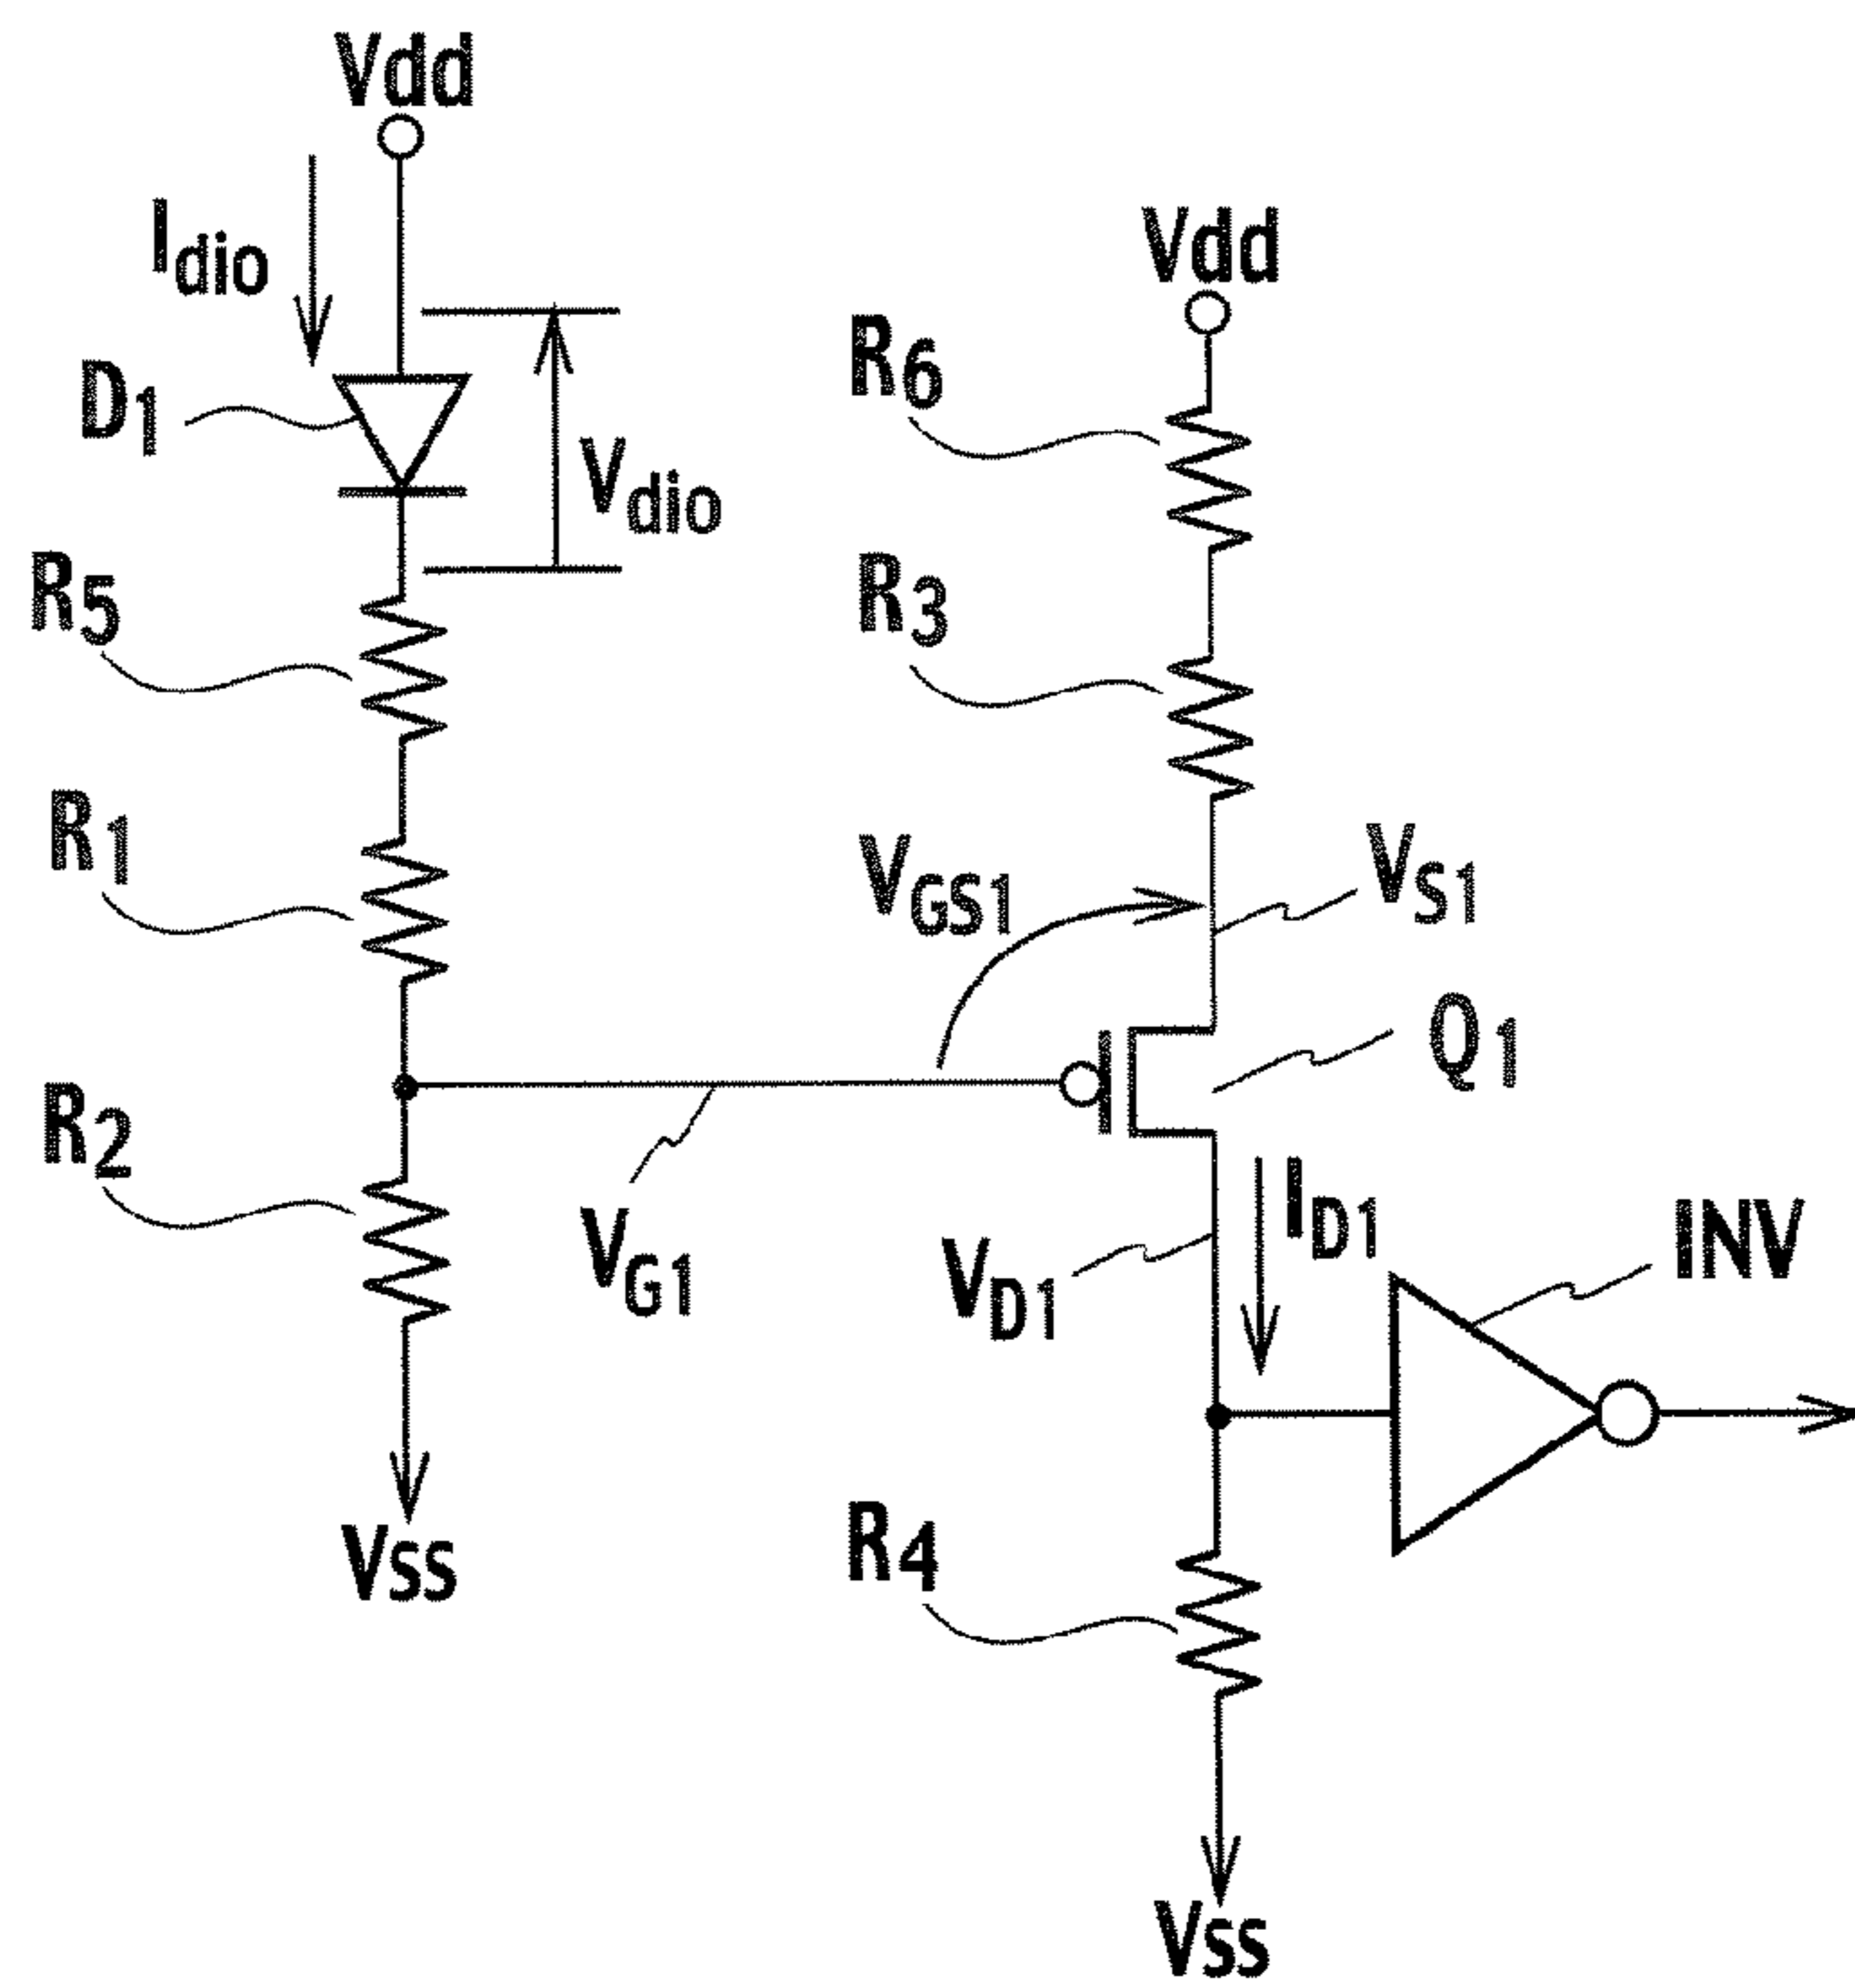 Vdd
Idio
D1
Vdio
R5
R1
R2
VG1
Vss
Vdd
R6
R3
VGS1
VS1
Q1
VD1
ID1
INV
R4
Vss